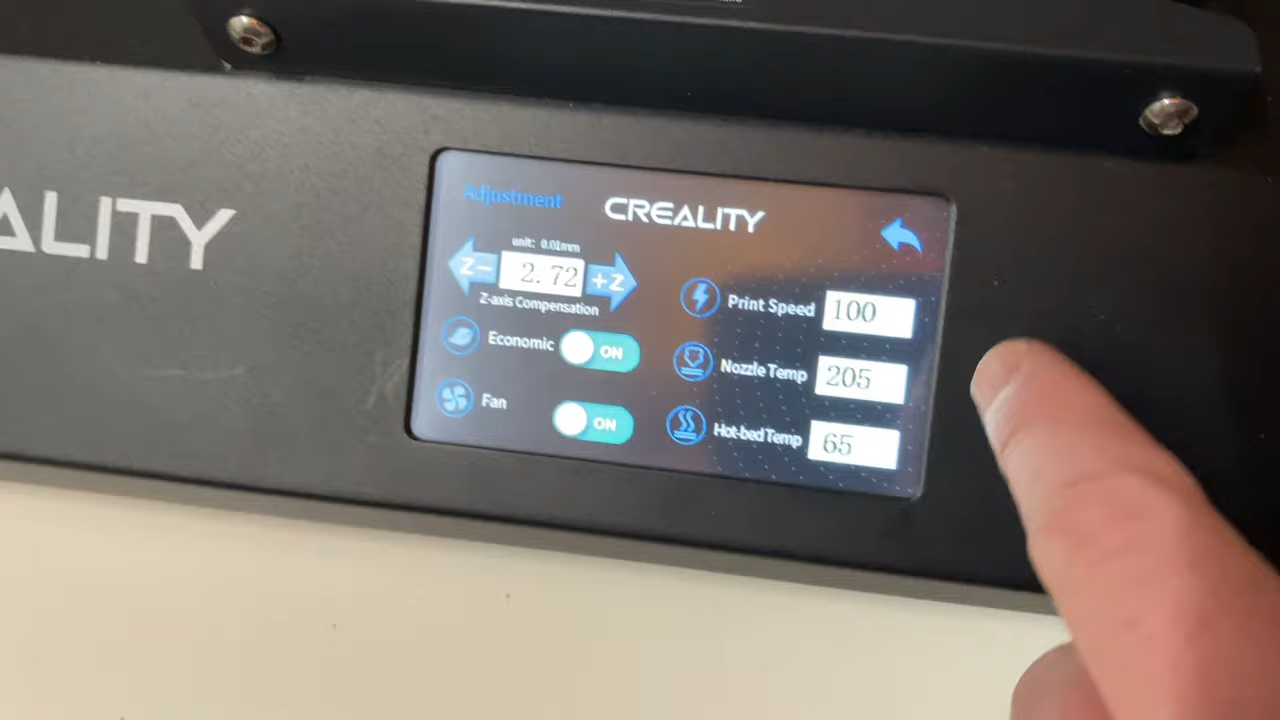 ALITY
Adjustment
CREALITY
unit: 0.01mm
Z− 2.72 +Z
Z-axis Compensation
Economic ON
Fan ON
Print Speed 100
Nozzle Temp 205
Hot-bed Temp 65